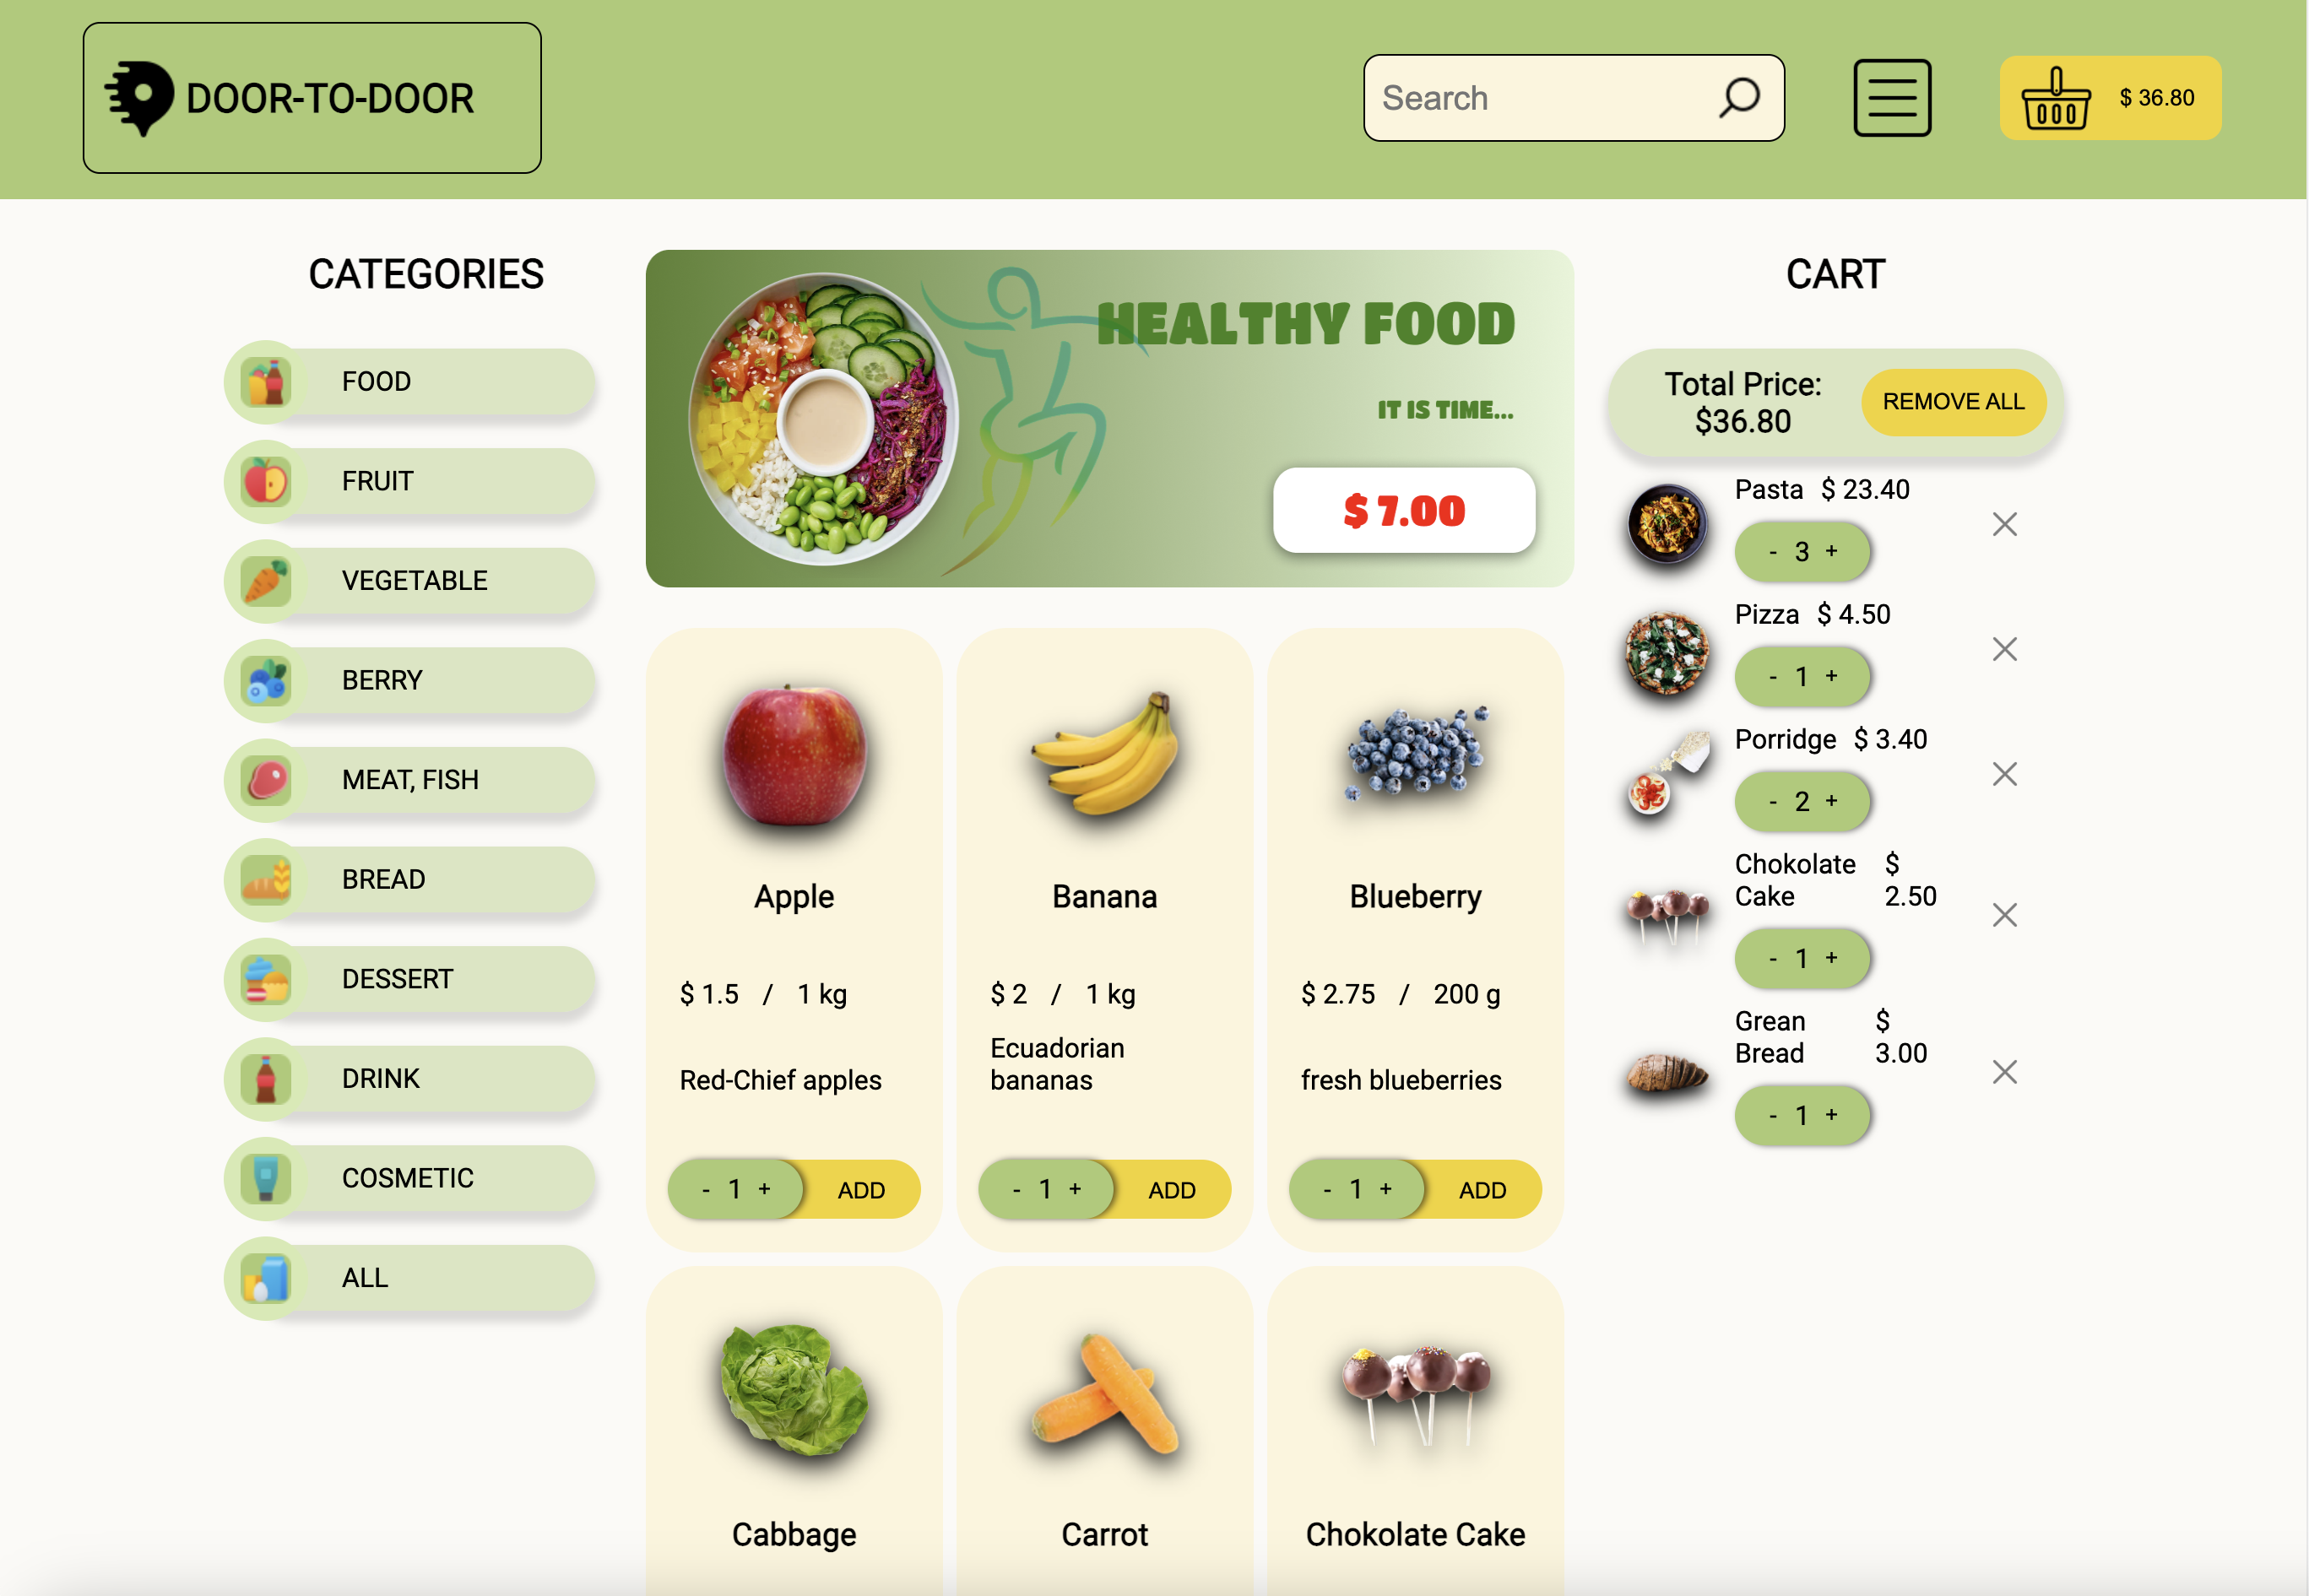 DOOR-TO-DOOR
Search
$ 36.80
CATEGORIES
FOOD
FRUIT
VEGETABLE
BERRY
MEAT, FISH
BREAD
DESSERT
DRINK
COSMETIC
ALL
HEALTHY FOOD
IT IS TIME...
$ 7.00
Apple
$ 1.5 / 1 kg
Red-Chief apples
- 1 + ADD
Banana
$ 2 / 1 kg
Ecuadorian
bananas
- 1 + ADD
Blueberry
$ 2.75 / 200 g
fresh blueberries
- 1 + ADD
Cabbage
Carrot
Chokolate Cake
CART
Total Price:
$36.80
REMOVE ALL
Pasta $ 23.40
- 3 +
Pizza $ 4.50
- 1 +
Porridge $ 3.40
- 2 +
Chokolate $
Cake 2.50
- 1 +
Grean $
Bread 3.00
- 1 +